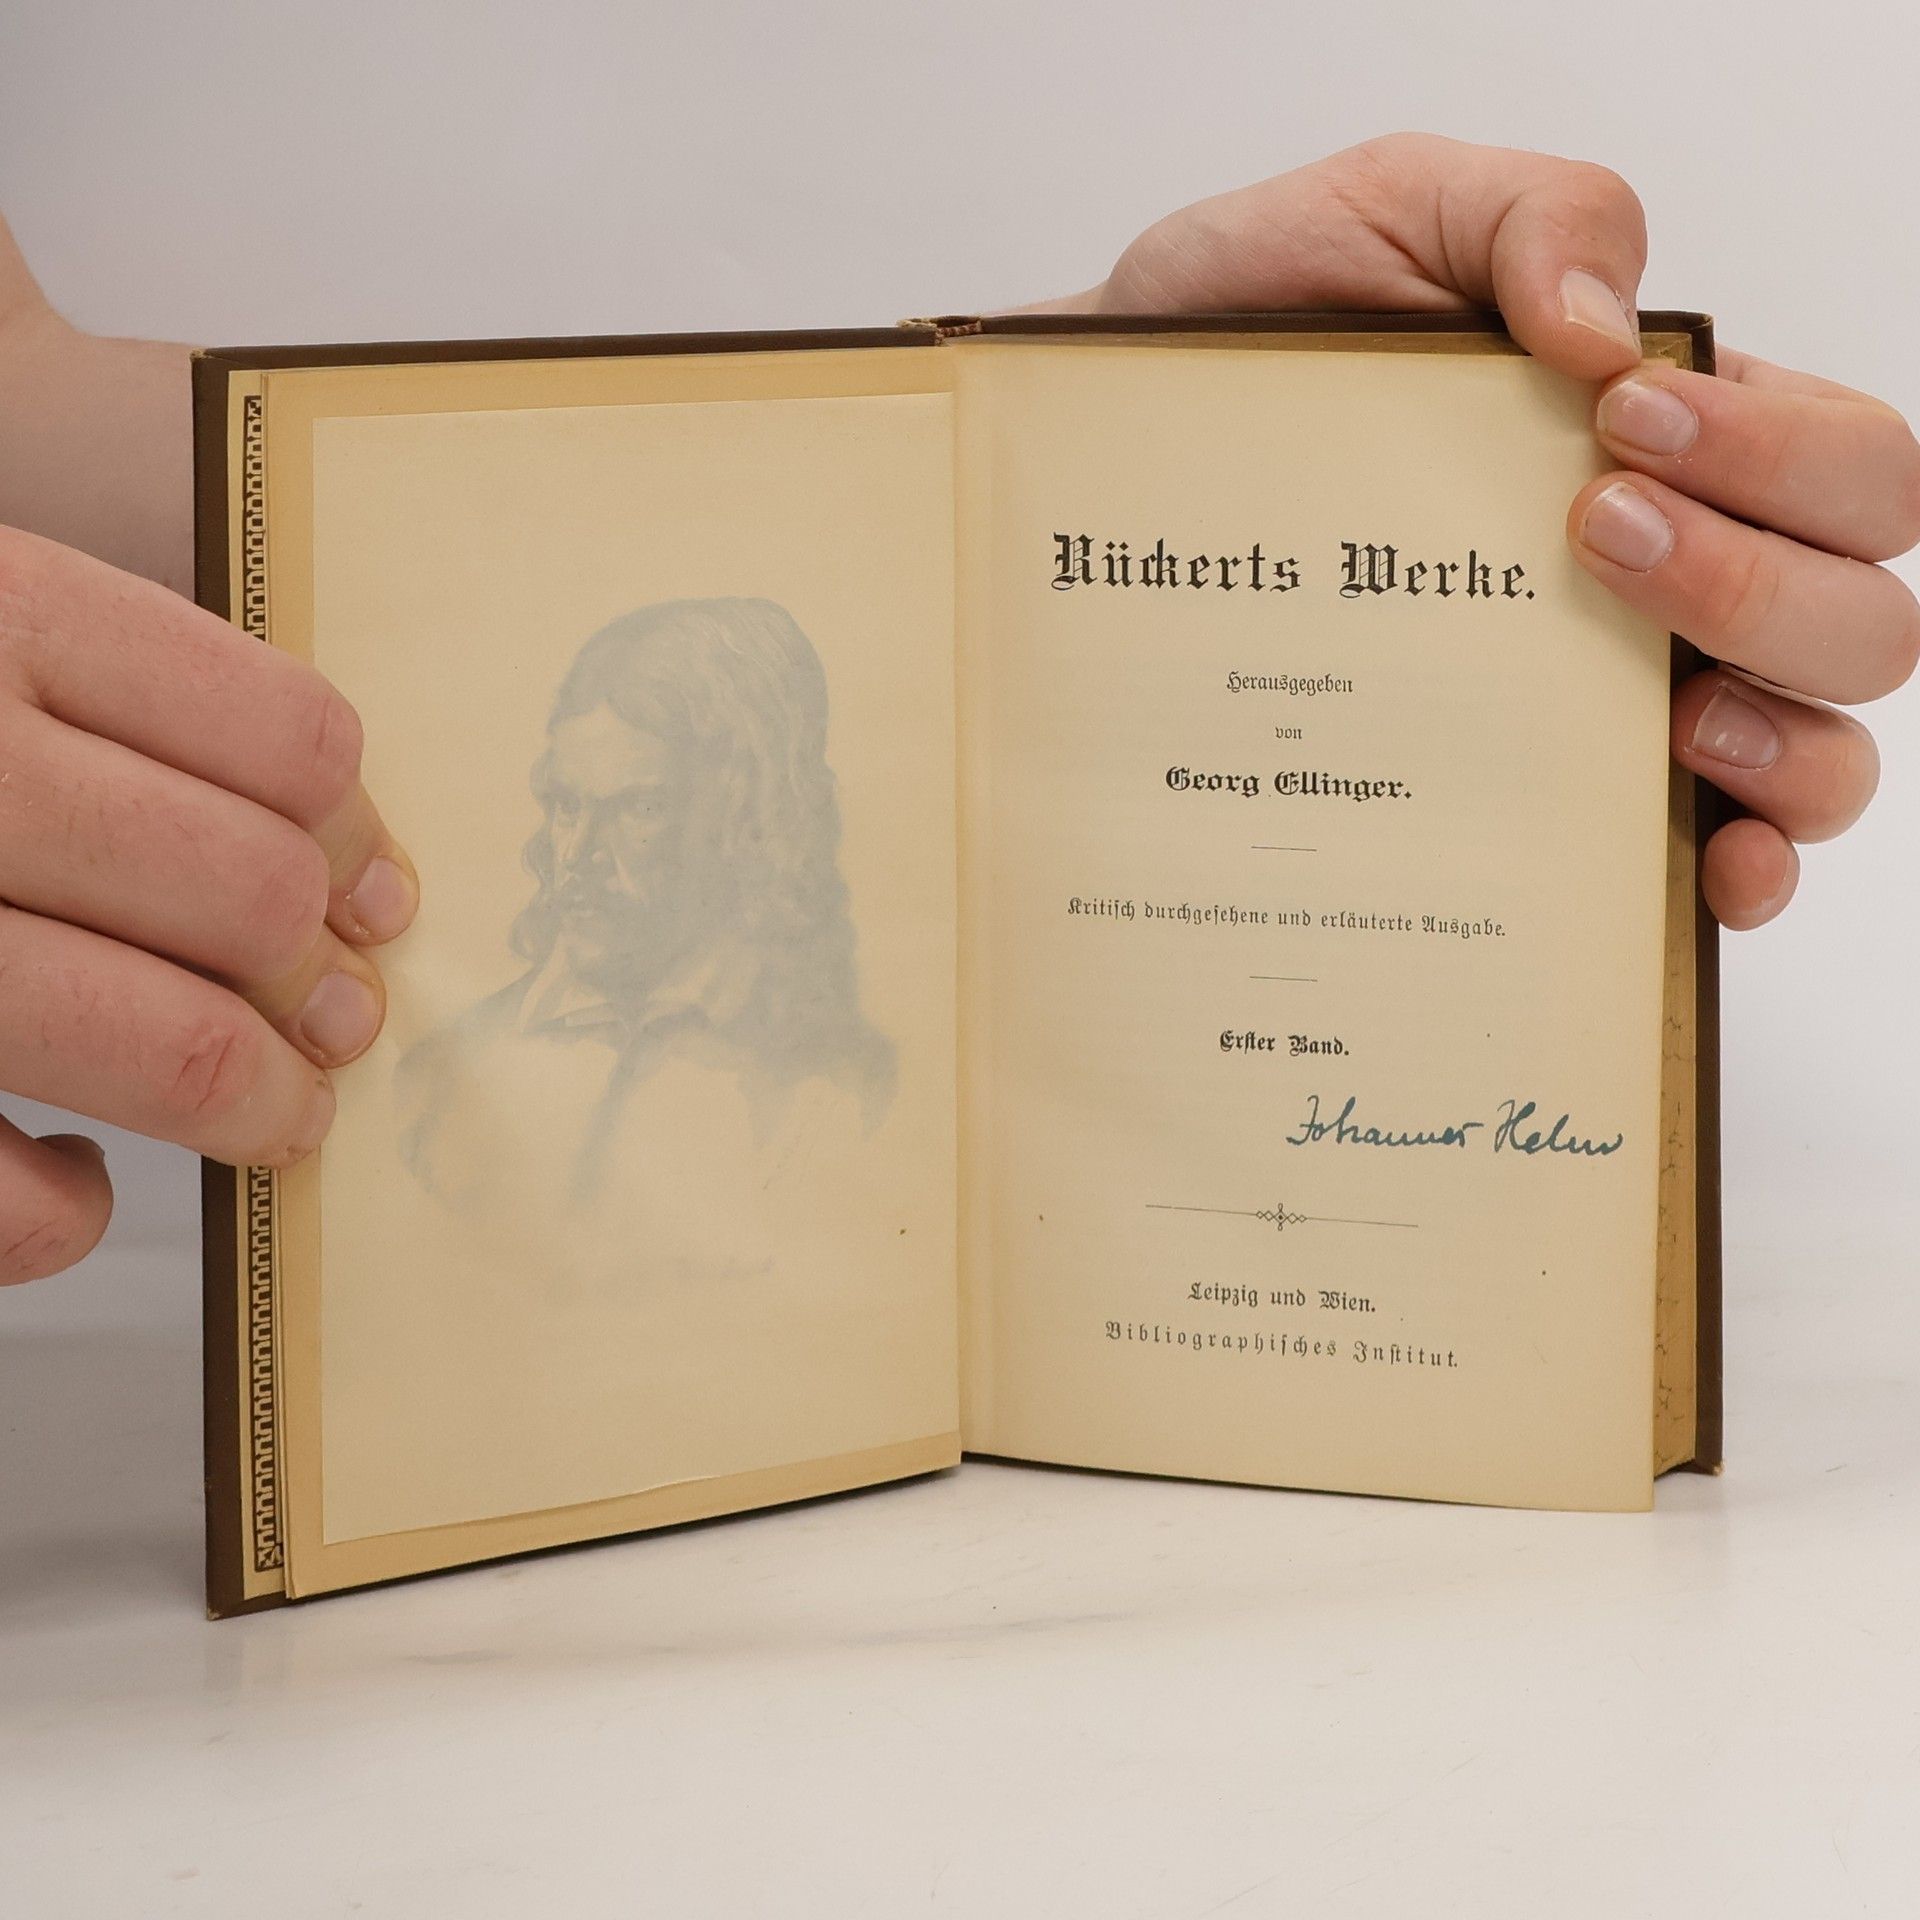 Rückerts Werke.
Herausgegeben
von
Georg Ellinger.
Kritisch durchgesehene und erläuterte Ausgabe.
Erster Band.
Johannes Helm
Leipzig und Wien.
Bibliographisches Institut.